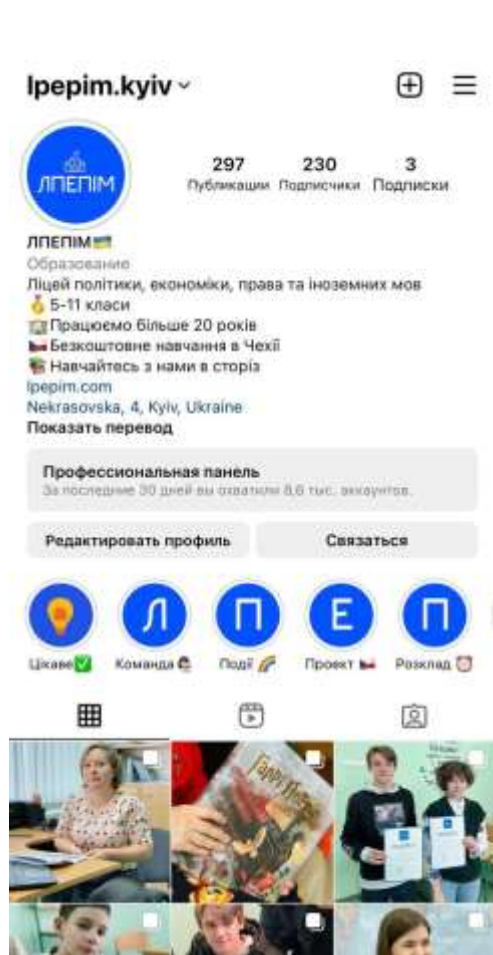 lpepim.kyiv
ЛПЕПІМ
297 230 3
Публикации Подписчики Подписки
ЛПЕПІМ
Образование
Ліцей політики, економіки, права та іноземних мов
5-11 класи
Працюємо більше 20 років
Безкоштовне навчання в Чехії
Навчайтесь з нами в сторіз
lpepim.com
Nekrasovska, 4, Kyiv, Ukraine
Показать перевод
Профессиональная панель
За последние 30 дней вы охватили 8,6 тыс. аккаунтов.
Редактировать профиль Связаться
Л П Е П
Цікаве Команда Події Проект Розклад
Гаррі Поттер